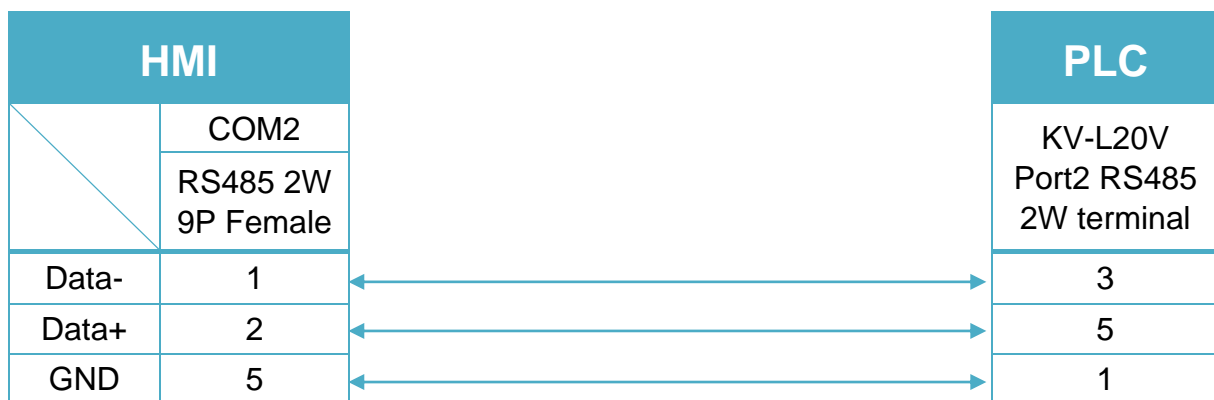 HMI
PLC
COM2
RS485 2W
9P Female
KV-L20V
Port2 RS485
2W terminal
Data- 1 3
Data+ 2 5
GND 5 1